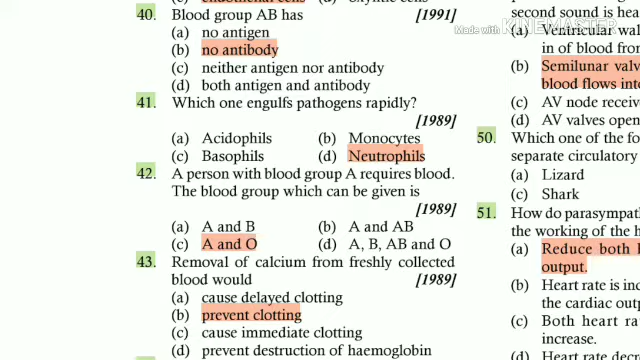 40. Blood group AB has [1991]
(a) no antigen
(b) no antibody
(c) neither antigen nor antibody
(d) both antigen and antibody
41. Which one engulfs pathogens rapidly?
[1989]
(a) Acidophils (b) Monocytes
(c) Basophils (d) Neutrophils
42. A person with blood group A requires blood.
The blood group which can be given is
[1989]
(a) A and B (b) A and AB
(c) A and O (d) A, B, AB and O
43. Removal of calcium from freshly collected
blood would [1989]
(a) cause delayed clotting
(b) prevent clotting
(c) cause immediate clotting
(d) prevent destruction of haemoglobin
second sound is hea
Made with KINEMASTER
(a) Ventricular wal
in of blood from
(b) Semilunar valv
blood flows into
(c) AV node receiv
(d) AV valves open
50. Which one of the fo
separate circulatory
(a) Lizard
(c) Shark
51. How do parasympat
the working of the h
(a) Reduce both h
output.
(b) Heart rate is inc
the cardiac outp
(c) Both heart ra
increase.
(d) Heart rate decr